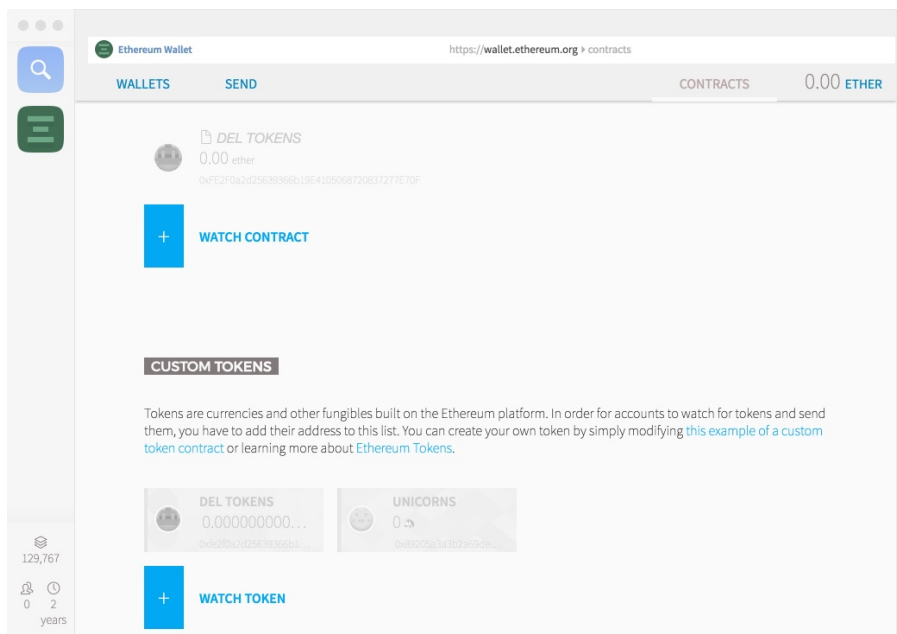 Ethereum Wallet
https://wallet.ethereum.org ▸ contracts
WALLETS SEND CONTRACTS 0.00 ETHER
DEL TOKENS
0.00 ether
WATCH CONTRACT
CUSTOM TOKENS
Tokens are currencies and other fungibles built on the Ethereum platform. In order for accounts to watch for tokens and send
them, you have to add their address to this list. You can create your own token by simply modifying this example of a custom
token contract or learning more about Ethereum Tokens.
DEL TOKENS
0.000000000...
UNICORNS
0
WATCH TOKEN
129,767
0 2
years